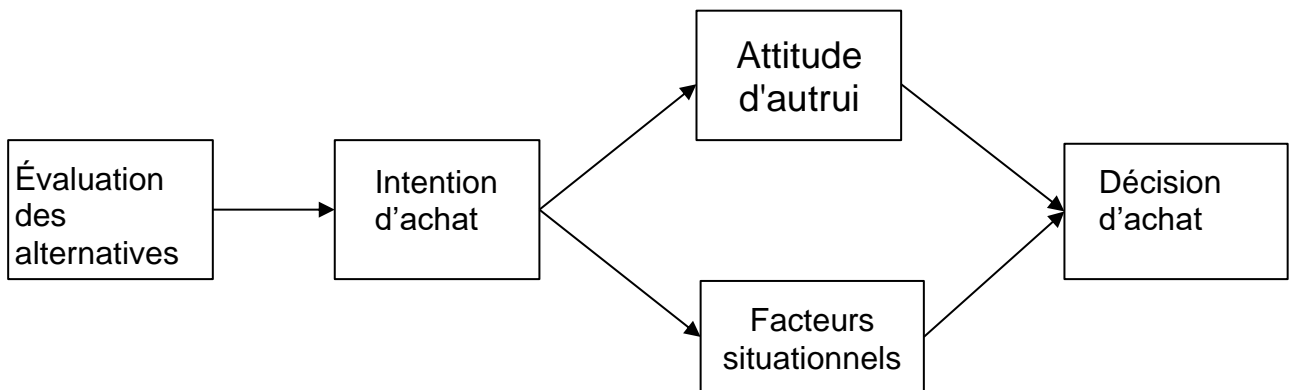 Évaluation
des
alternatives
Intention
d’achat
Attitude
d'autrui
Facteurs
situationnels
Décision
d’achat